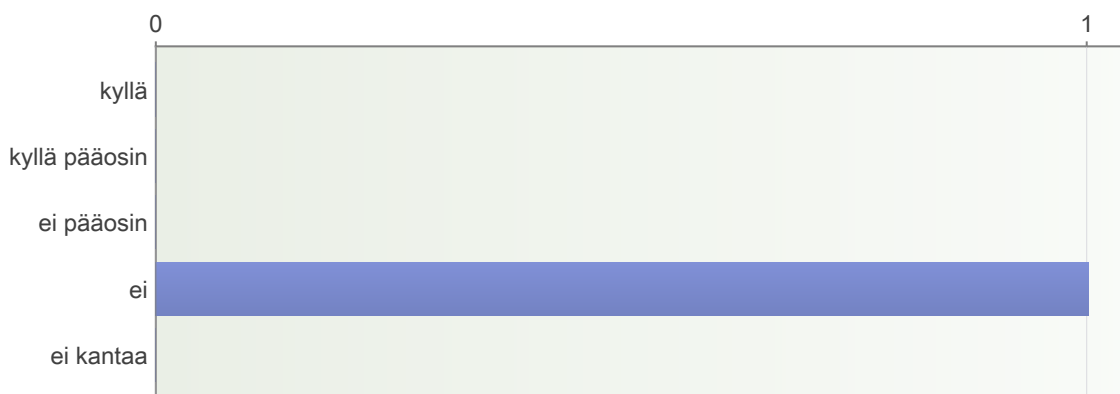 0 1
kyllä
kyllä pääosin
ei pääosin
ei
ei kantaa